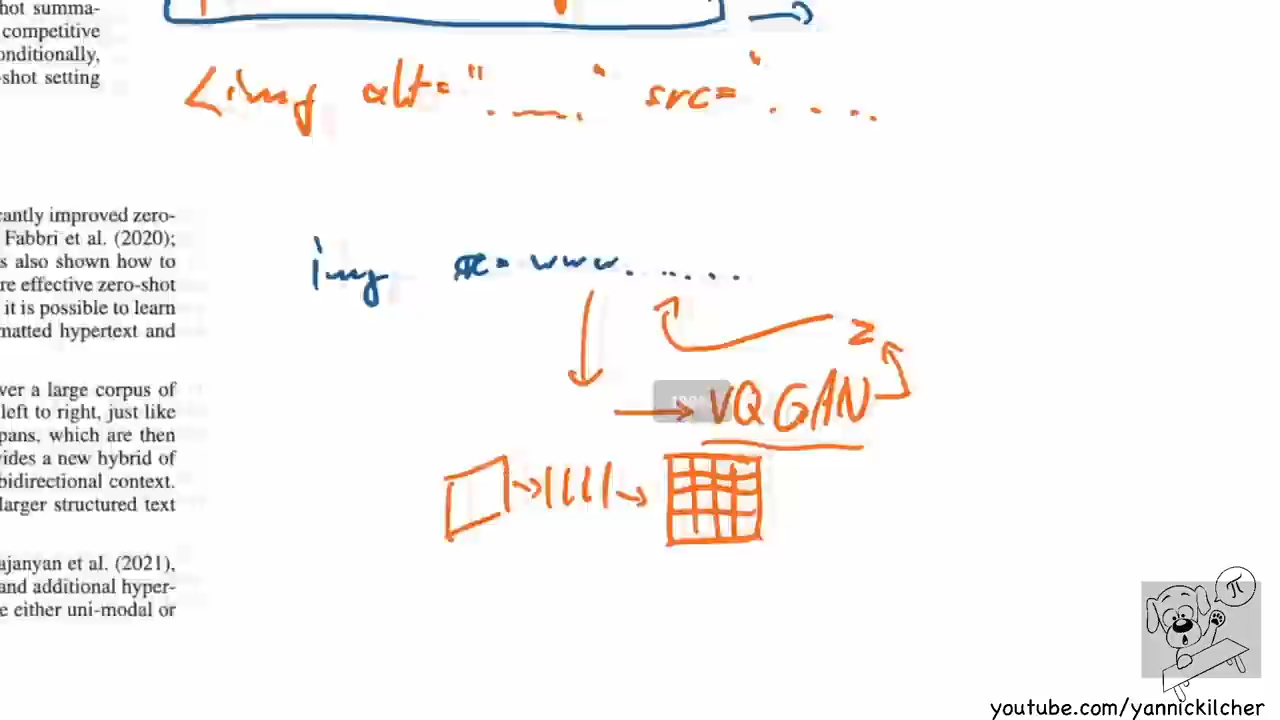 hot summa-
competitive
onditionally,
-shot setting
<img alt=". __ ." src=". . . .
cantly improved zero-
Fabbri et al. (2020);
s also shown how to
re effective zero-shot
it is possible to learn
matted hypertext and
img = www. . . . . .
z
VQ GAN
ver a large corpus of
left to right, just like
pans, which are then
vides a new hybrid of
bidirectional context.
larger structured text
ajanyan et al. (2021),
and additional hyper-
e either uni-modal or
π
youtube.com/yannickilcher